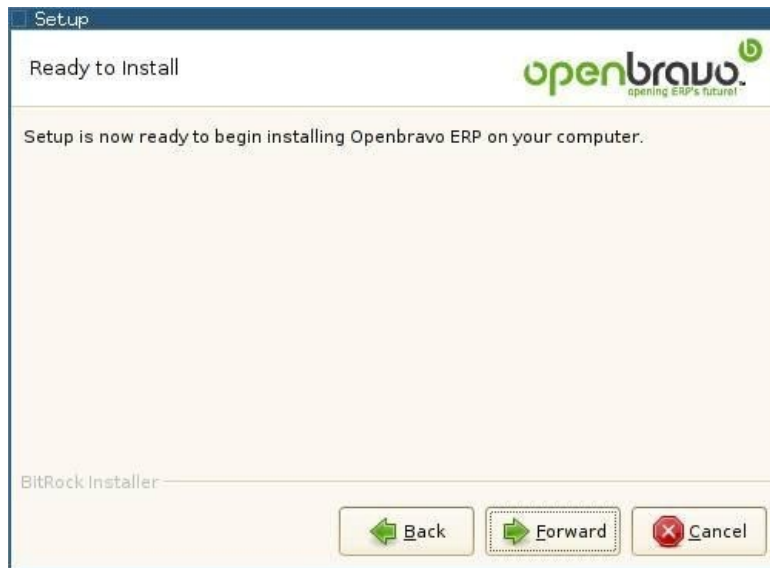 Setup
Ready to Install
openbravo™
opening ERP's future!
Setup is now ready to begin installing Openbravo ERP on your computer.
BitRock Installer
Back
Forward
Cancel